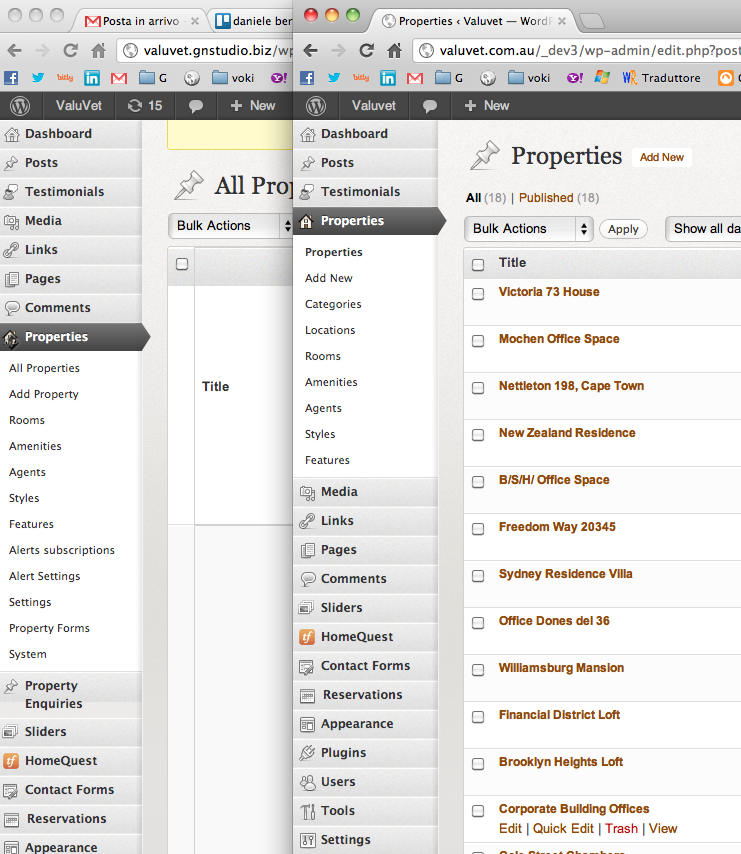 Posta in arrivo -
daniele ber
valuvet.gnstudio.biz/wp
bitly
G
voki
ValuVet
15
New
Dashboard
Posts
Testimonials
Media
Links
Pages
Comments
Properties
All Properties
Add Property
Rooms
Amenities
Agents
Styles
Features
Alerts subscriptions
Alert Settings
Settings
Property Forms
System
Property
Enquiries
Sliders
HomeQuest
Contact Forms
Reservations
Appearance
All Prop
Bulk Actions
Title
Properties ‹ Valuvet — WordP
valuvet.com.au/_dev3/wp-admin/edit.php?post
bitly
G
voki
Traduttore
Valuvet
New
Dashboard
Posts
Testimonials
Properties
Properties
Add New
Categories
Locations
Rooms
Amenities
Agents
Styles
Features
Media
Links
Pages
Comments
Sliders
HomeQuest
Contact Forms
Reservations
Appearance
Plugins
Users
Tools
Settings
Properties Add New
All (18) | Published (18)
Bulk Actions Apply Show all da
Title
Victoria 73 House
Mochen Office Space
Nettleton 198, Cape Town
New Zealand Residence
B/S/H/ Office Space
Freedom Way 20345
Sydney Residence Villa
Office Dones del 36
Williamsburg Mansion
Financial District Loft
Brooklyn Heights Loft
Corporate Building Offices
Edit | Quick Edit | Trash | View